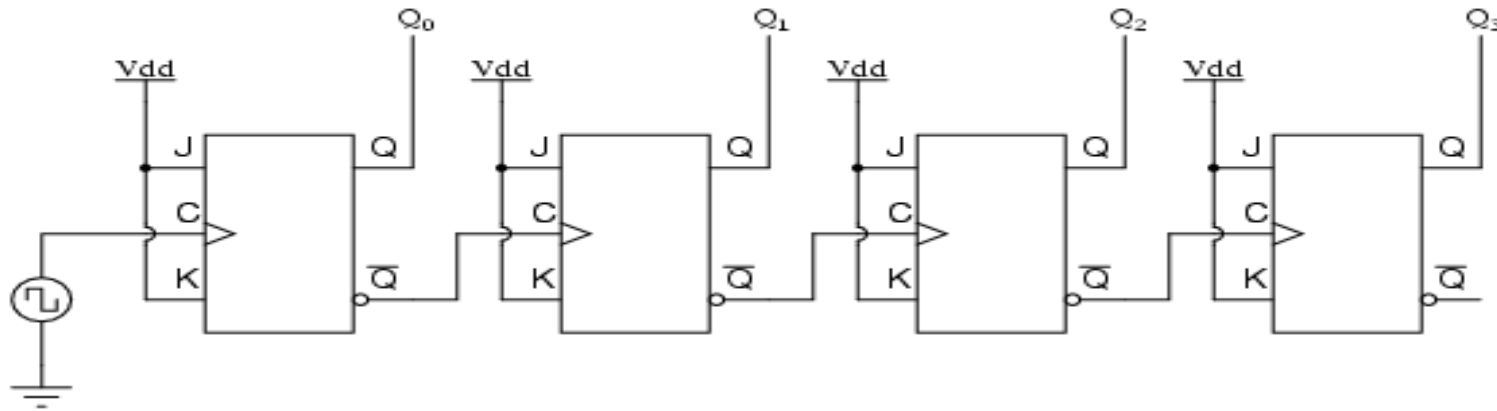 Q₀ Q₁ Q₂ Q₃
Vdd Vdd Vdd Vdd
J Q J Q J Q J Q
C C C C
K Q̅ K Q̅ K Q̅ K Q̅